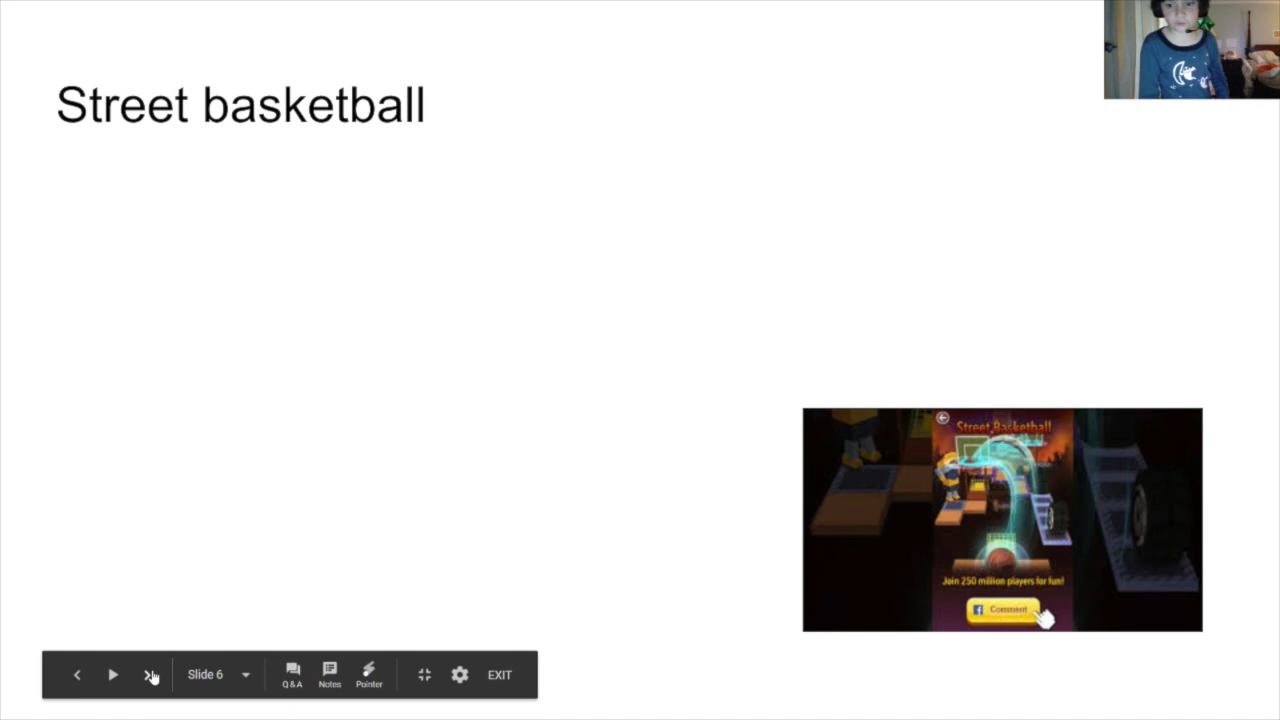 Street basketball
Street Basketball
Join 250 million players for fun!
Comment
Slide 6
Q & A
Notes
Pointer
EXIT